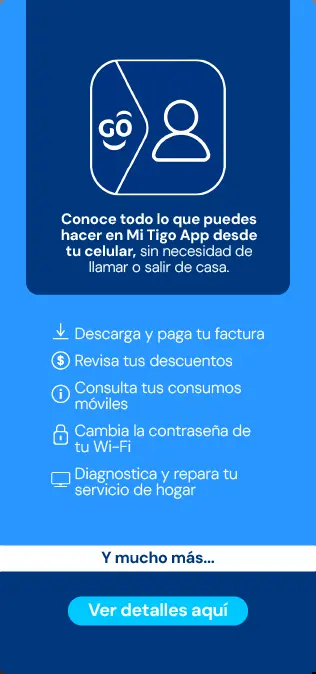 GO
Conoce todo lo que puedes
hacer en Mi Tigo App desde
tu celular, sin necesidad de
llamar o salir de casa.
Descarga y paga tu factura
$ Revisa tus descuentos
i Consulta tus consumos
móviles
Cambia la contraseña de
tu Wi-Fi
Diagnostica y repara tu
servicio de hogar
Y mucho más...
Ver detalles aquí